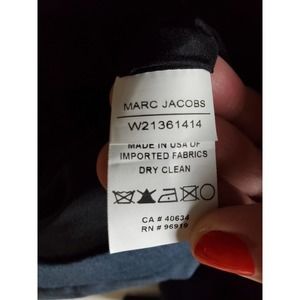 MARC JACOBS
W21361414
MADE IN USA OF
IMPORTED FABRICS
DRY CLEAN
CA # 40634
RN # 96919